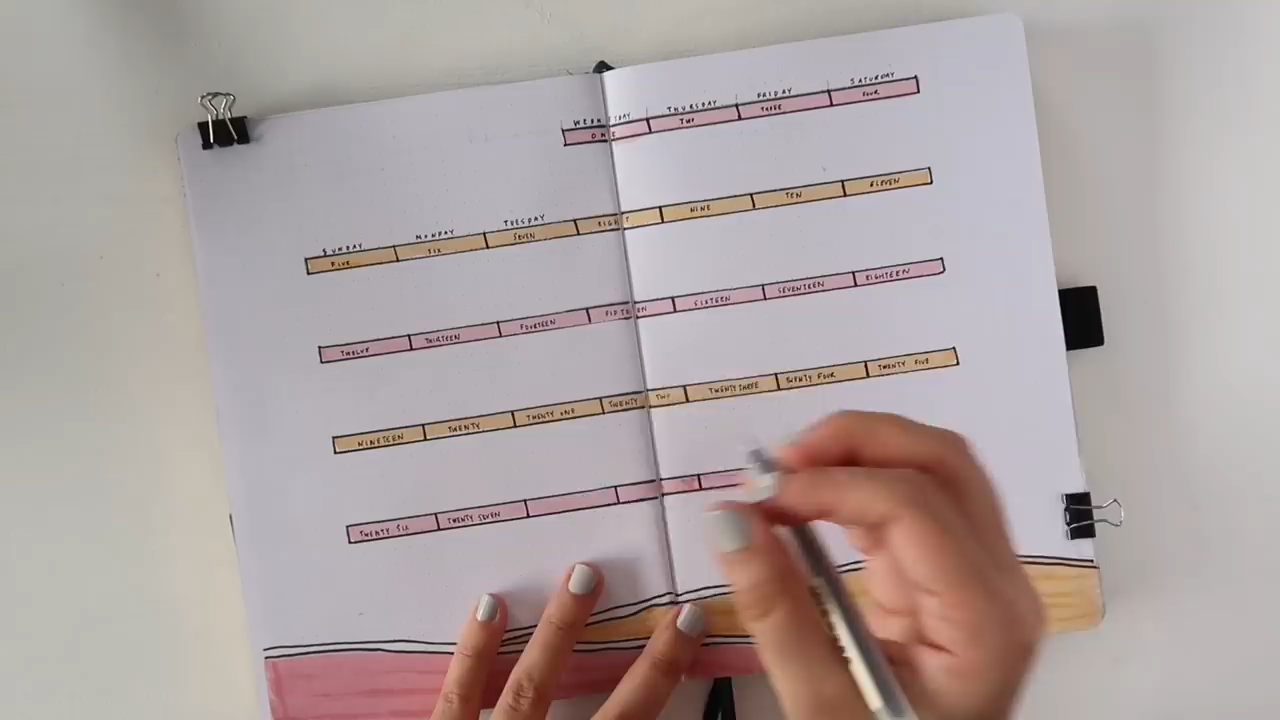 WEDNESDAY THURSDAY FRIDAY SATURDAY
ONE TWO THREE FOUR
SUNDAY MONDAY TUESDAY
FIVE SIX SEVEN EIGHT NINE TEN ELEVEN
TWELVE THIRTEEN FOURTEEN FIFTEEN SIXTEEN SEVENTEEN EIGHTEEN
NINETEEN TWENTY TWENTY ONE TWENTY TWO TWENTY THREE TWENTY FOUR TWENTY FIVE
TWENTY SIX TWENTY SEVEN